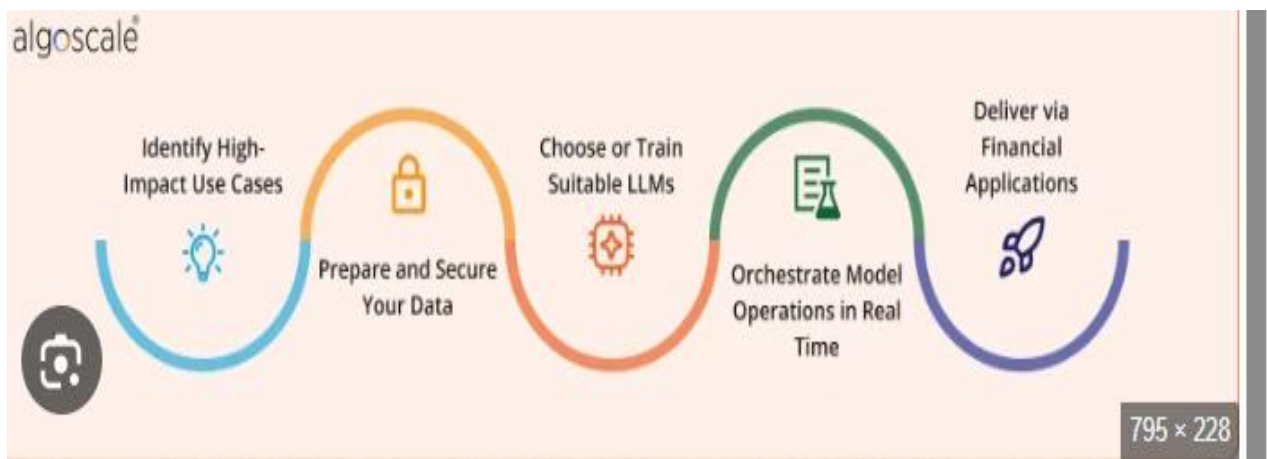 algoscale®
Identify High-
Impact Use Cases
Prepare and Secure
Your Data
Choose or Train
Suitable LLMs
Orchestrate Model
Operations in Real
Time
Deliver via
Financial
Applications
795 × 228